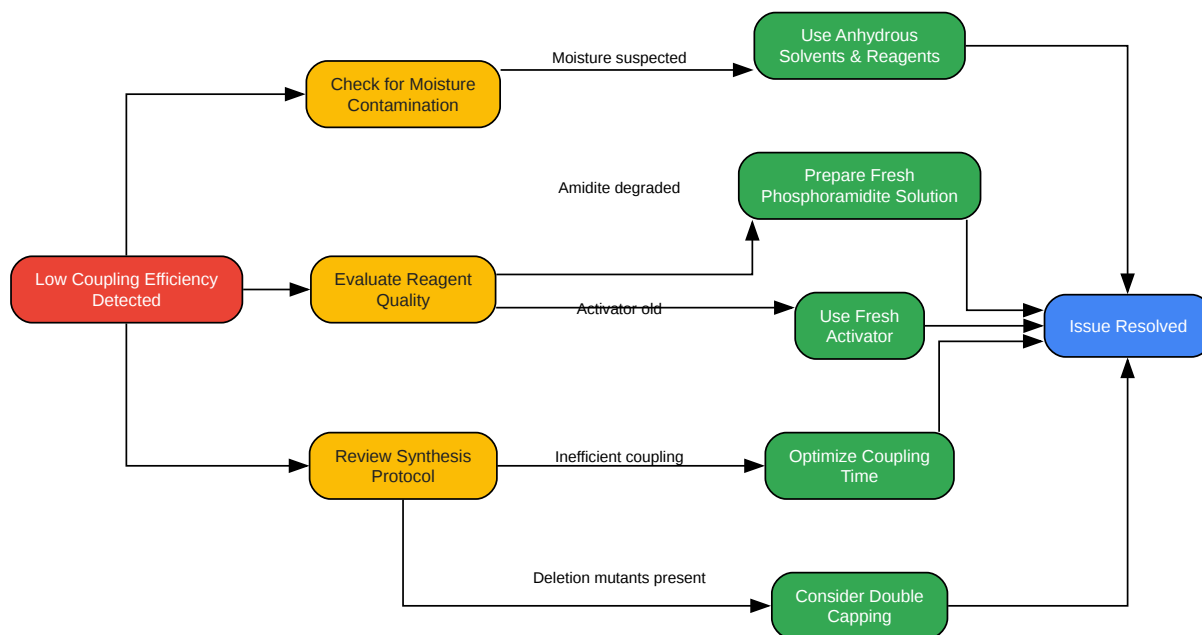 Use Anhydrous
Solvents & Reagents
Moisture suspected
Check for Moisture
Contamination
Prepare Fresh
Phosphoramidite Solution
Amidite degraded
Low Coupling Efficiency
Detected
Evaluate Reagent
Quality
Activator old
Use Fresh
Activator
Issue Resolved
Review Synthesis
Protocol
Inefficient coupling
Optimize Coupling
Time
Deletion mutants present
Consider Double
Capping